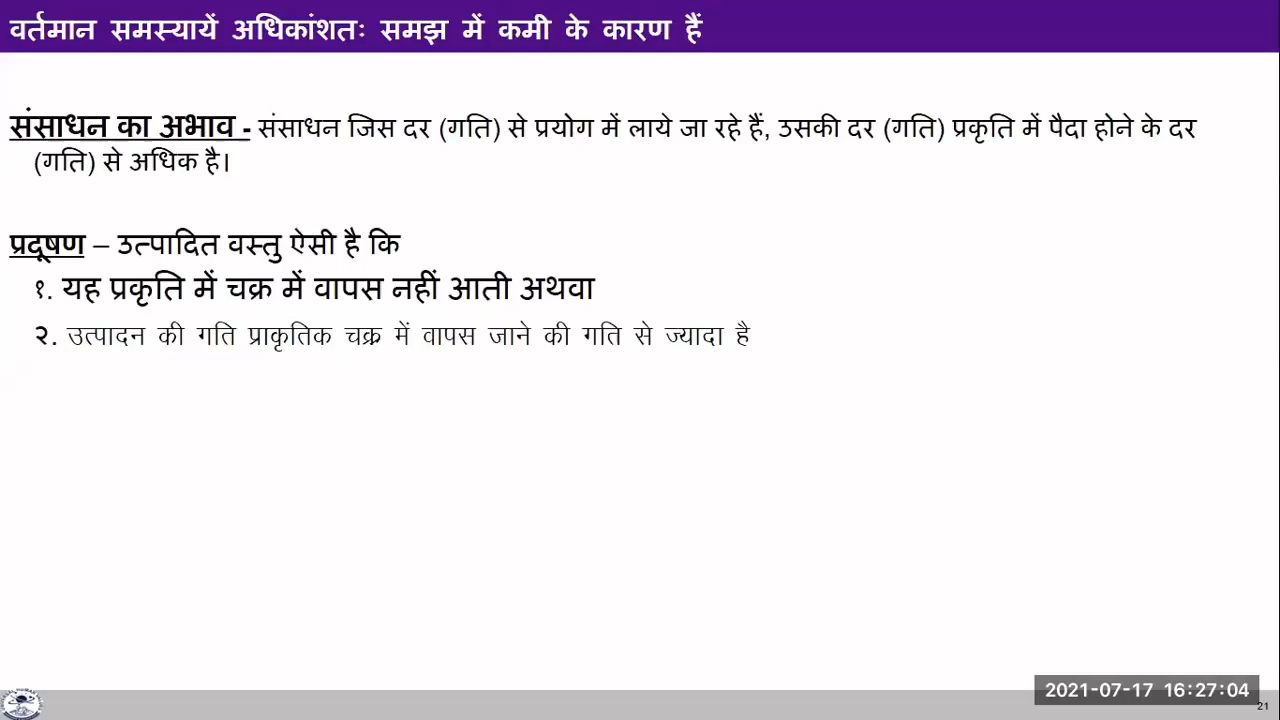 वर्तमान समस्यायें अधिकांशतः समझ में कमी के कारण हैं
संसाधन का अभाव - संसाधन जिस दर (गति) से प्रयोग में लाये जा रहे हैं, उसकी दर (गति) प्रकृति में पैदा होने के दर
(गति) से अधिक है।
प्रदूषण – उत्पादित वस्तु ऐसी है कि
१. यह प्रकृति में चक्र में वापस नहीं आती अथवा
२. उत्पादन की गति प्राकृतिक चक्र में वापस जाने की गति से ज्यादा है
2021-07-17 16:27:04
21